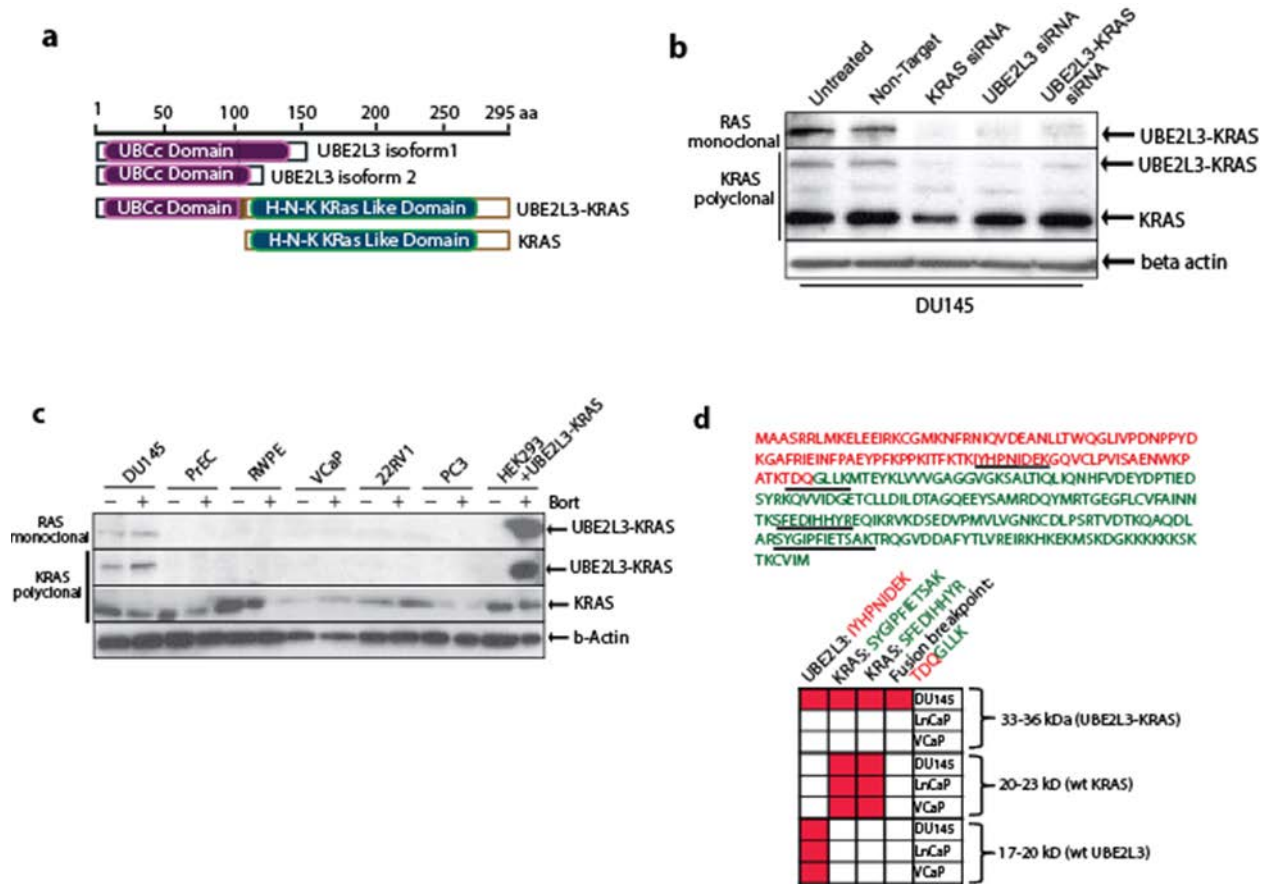 a
1 50 100 150 200 250 295 aa
UBCc Domain UBE2L3 isoform1
UBCc Domain UBE2L3 isoform 2
UBCc Domain H-N-K KRas Like Domain UBE2L3-KRAS
H-N-K KRas Like Domain KRAS
b
Untreated Non-Target KRAS siRNA UBE2L3 siRNA UBE2L3-KRAS siRNA
RAS monoclonal
UBE2L3-KRAS
KRAS polyclonal
UBE2L3-KRAS
KRAS
beta actin
DU145
c
DU145 PrEC RWPE VCaP 22RV1 PC3 HEK293 +UBE2L3-KRAS
– + – + – + – + – + – + – + Bort
RAS monoclonal
UBE2L3-KRAS
KRAS polyclonal
UBE2L3-KRAS
KRAS
b-Actin
d
MAASRRLMKELEEIRKCGMKNFRNIQVDEANLLTWQGLIVPDNPPYD
KGAFRIEINFPAEYPFKPPKITFKTKIYHPNIDEKGQVCLPVISAENWKP
ATKTDQGLLKMTEYKLVVVGAGGVGKSALTIQLIQNHFVDEYDPTIED
SYRKQVVIDGETCLLDILDTAGQEEYSAMRDQYMRTGEGFLCVFAINN
TKSFEDIHHYREQIKRVKDSEDVPMVLVGNKCDLPSRTVDTKQAQDL
ARSYGIPFIETSAKTRQGVDDAFYTLVREIRKHKEKMSKDGKKKKKKSK
TKCVIM
UBE2L3: IYHPNIDEK
KRAS: SYGIPFIETSAK
KRAS: SFEDIHHYR
Fusion breakpoint:
TDQGLLK
DU145
LnCaP
VCaP
33-36 kDa (UBE2L3-KRAS)
DU145
LnCaP
VCaP
20-23 kD (wt KRAS)
DU145
LnCaP
VCaP
17-20 kD (wt UBE2L3)